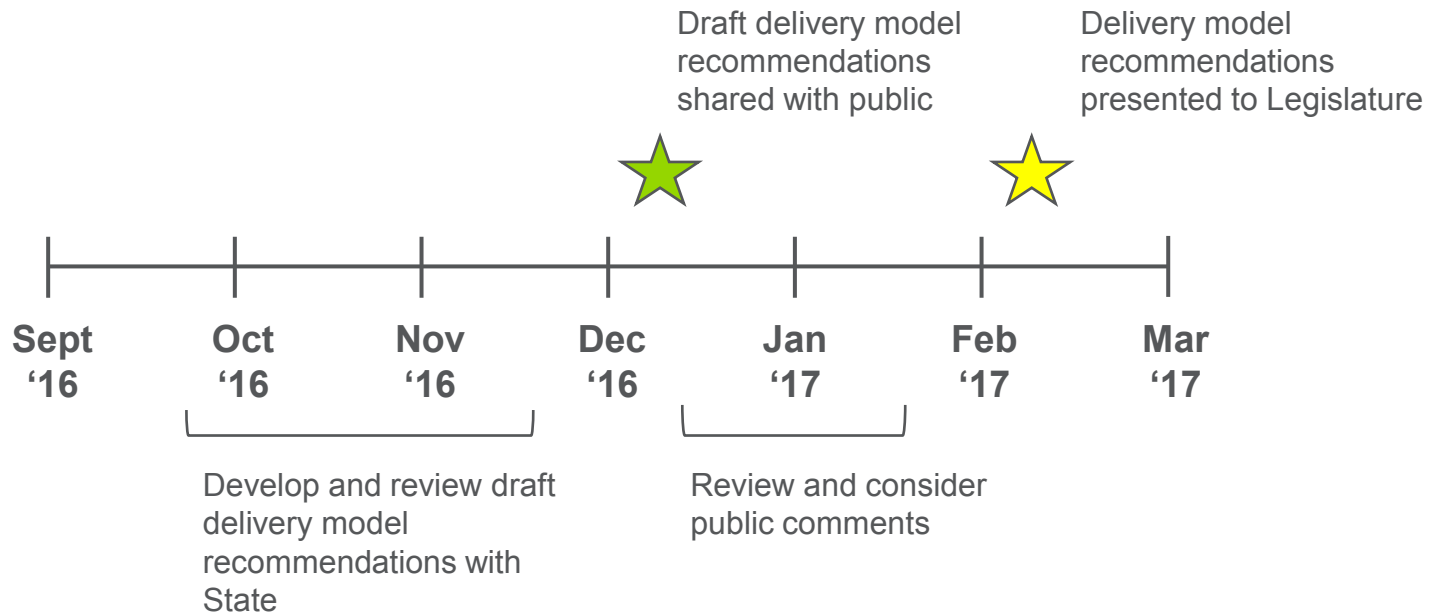 Draft delivery model
recommendations
shared with public
Delivery model
recommendations
presented to Legislature
Sept
‘16
Oct
‘16
Nov
‘16
Dec
‘16
Jan
‘17
Feb
‘17
Mar
‘17
Develop and review draft
delivery model
recommendations with
State
Review and consider
public comments